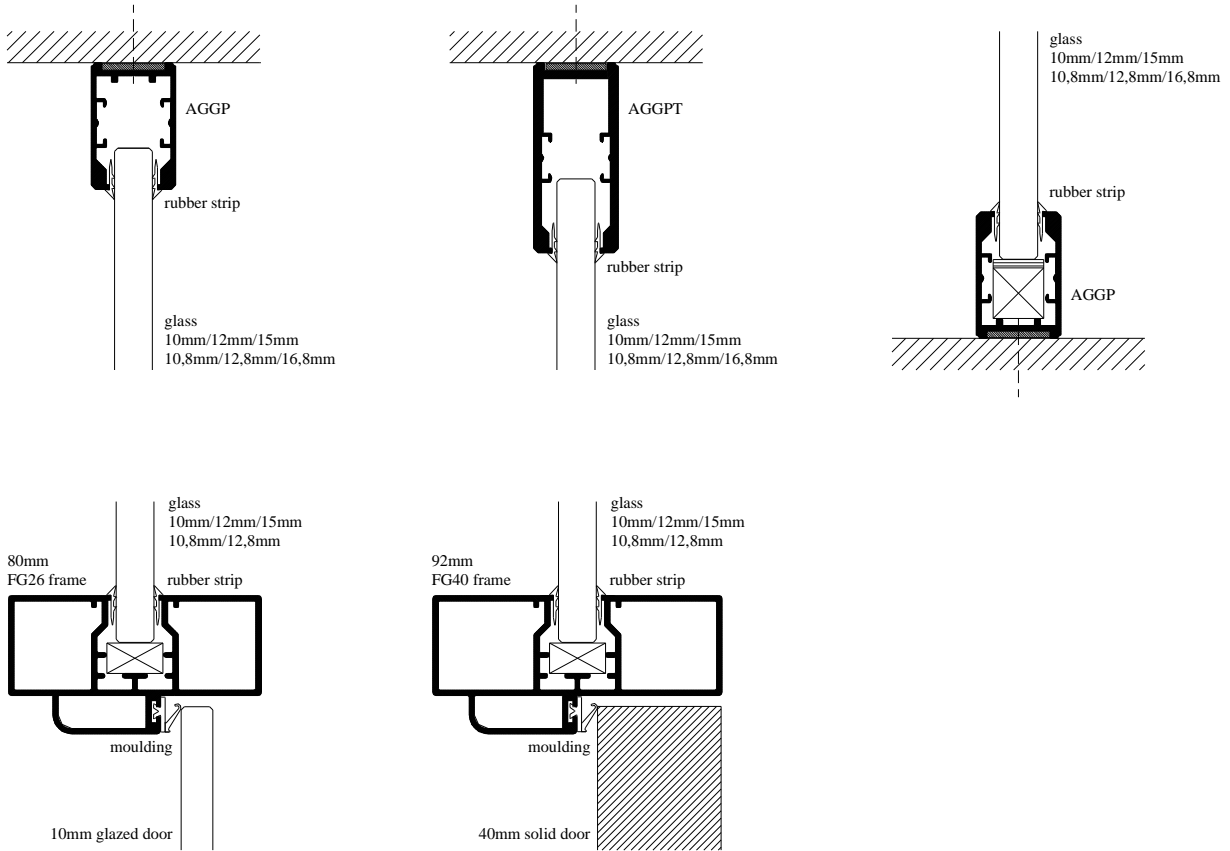 AGGP
rubber strip
glass
10mm/12mm/15mm
10,8mm/12,8mm/16,8mm
AGGPT
rubber strip
glass
10mm/12mm/15mm
10,8mm/12,8mm/16,8mm
glass
10mm/12mm/15mm
10,8mm/12,8mm/16,8mm
rubber strip
AGGP
glass
10mm/12mm/15mm
10,8mm/12,8mm
80mm
FG26 frame
rubber strip
moulding
10mm glazed door
glass
10mm/12mm/15mm
10,8mm/12,8mm
92mm
FG40 frame
rubber strip
moulding
40mm solid door